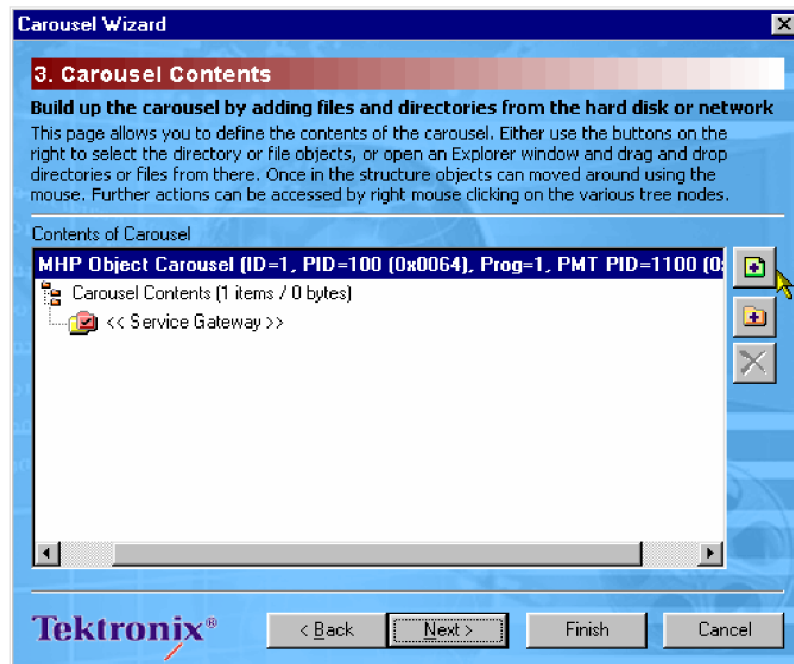 Carousel Wizard
3. Carousel Contents
Build up the carousel by adding files and directories from the hard disk or network
This page allows you to define the contents of the carousel. Either use the buttons on the
right to select the directory or file objects, or open an Explorer window and drag and drop
directories or files from there. Once in the structure objects can moved around using the
mouse. Further actions can be accessed by right mouse clicking on the various tree nodes.
Contents of Carousel
MHP Object Carousel (ID=1, PID=100 (0x0064), Prog=1, PMT PID=1100 (0:
Carousel Contents (1 items / 0 bytes)
<< Service Gateway >>
Tektronix®
< Back
Next >
Finish
Cancel